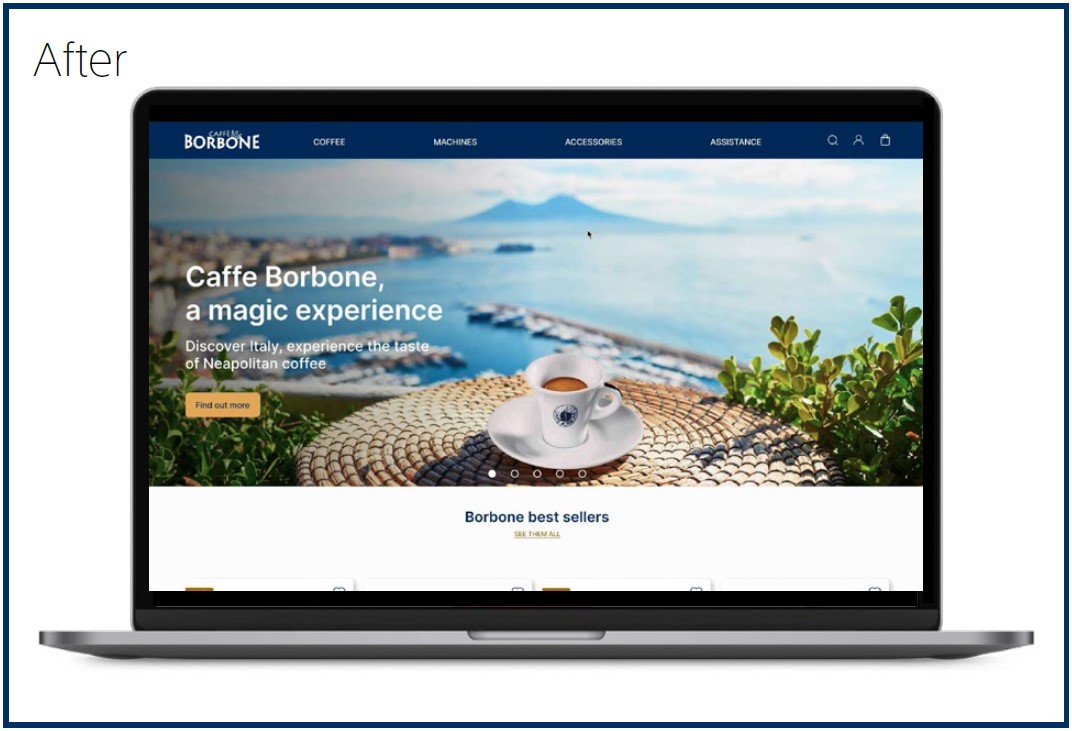 After
CAFFÈ
BORBONE
COFFEE
MACHINES
ACCESSORIES
ASSISTANCE
Caffe Borbone,
a magic experience
Discover Italy, experience the taste
of Neapolitan coffee
Find out more
Borbone best sellers
SEE THEM ALL